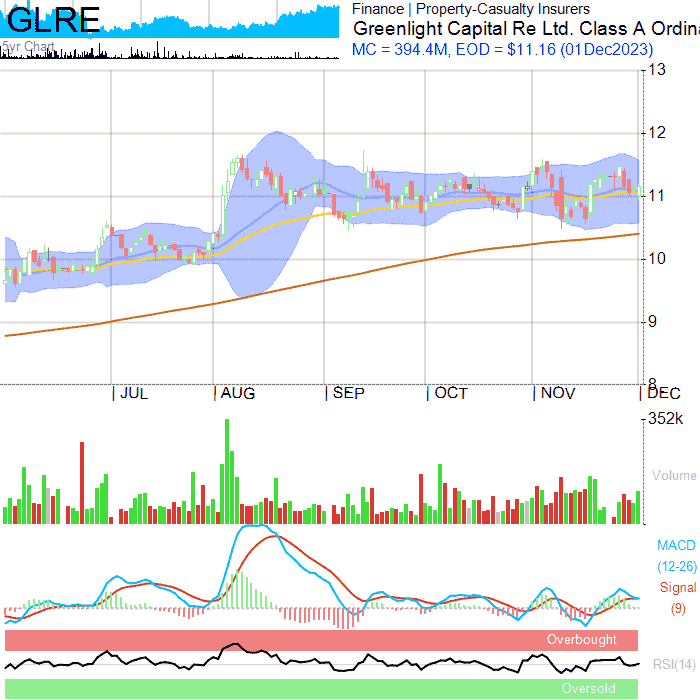 GLRE
5yr Chart
Finance | Property-Casualty Insurers
Greenlight Capital Re Ltd. Class A Ordina
MC = 394.4M, EOD = $11.16 (01Dec2023)
13
12
11
10
9
8
JUL AUG SEP OCT NOV DEC
352k
Volume
MACD
(12-26)
Signal
(9)
Overbought
RSI(14)
Oversold